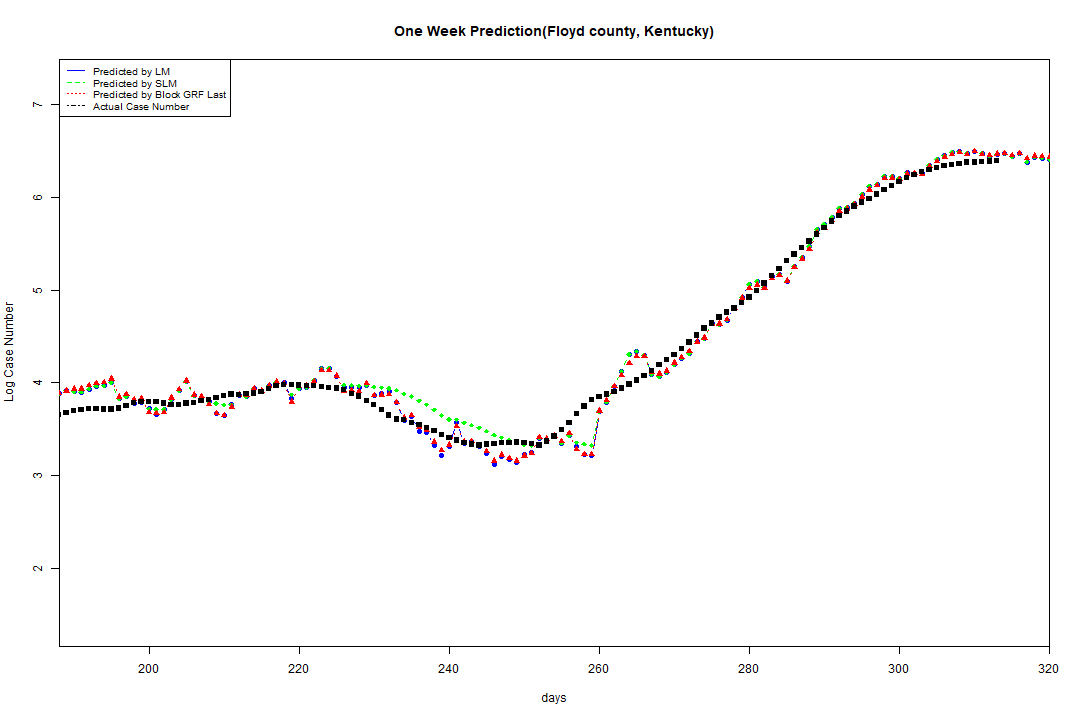 One Week Prediction(Floyd county, Kentucky)
Predicted by LM
Predicted by SLM
Predicted by Block GRF Last
Actual Case Number
7
6
5
4
3
2
Log Case Number
200 220 240 260 280 300 320
days